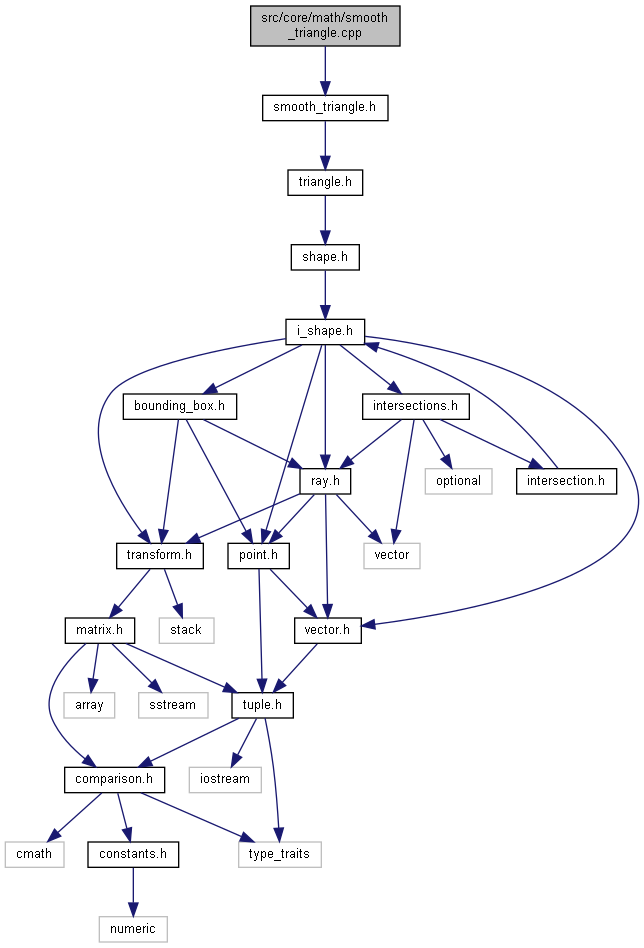 src/core/math/smooth
_triangle.cpp
smooth_triangle.h
triangle.h
shape.h
i_shape.h
bounding_box.h
intersections.h
ray.h
optional
intersection.h
transform.h
point.h
vector
matrix.h
stack
vector.h
array
sstream
tuple.h
comparison.h
iostream
cmath
constants.h
type_traits
numeric